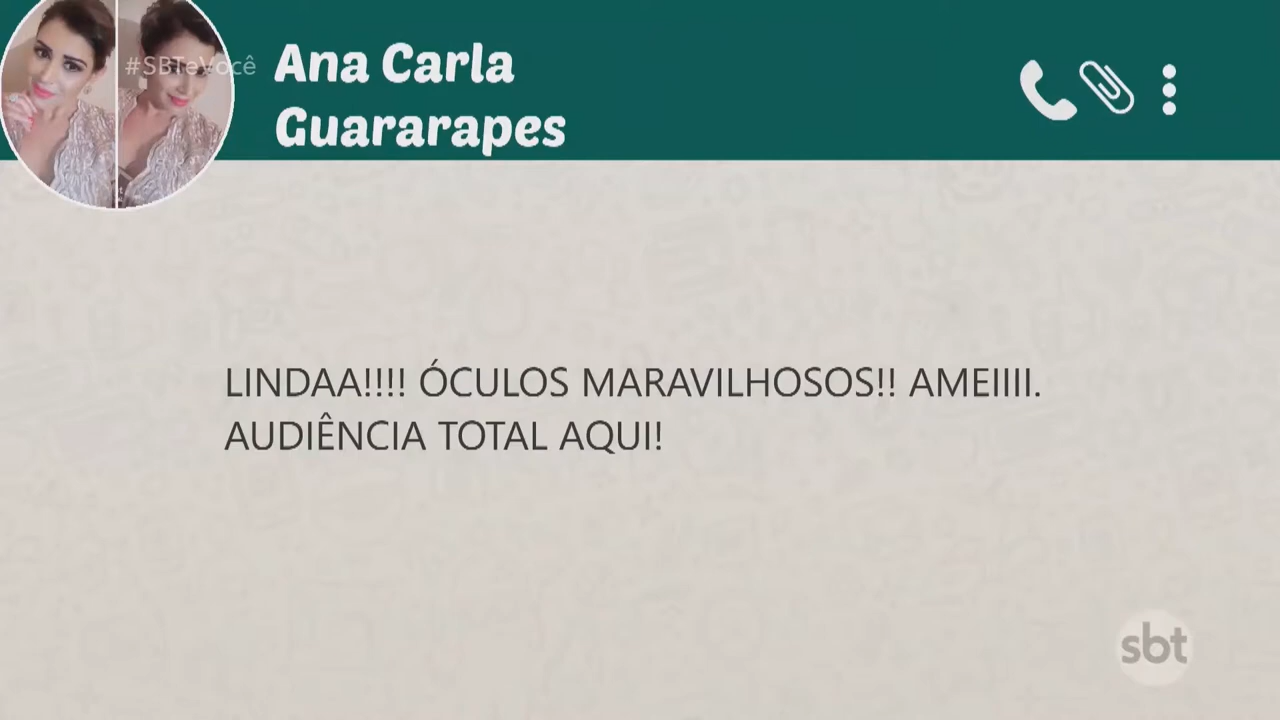 #SBTeVocê
Ana Carla
Guararapes
LINDAA!!!! ÓCULOS MARAVILHOSOS!! AMEIIII.
AUDIÊNCIA TOTAL AQUI!
sbt